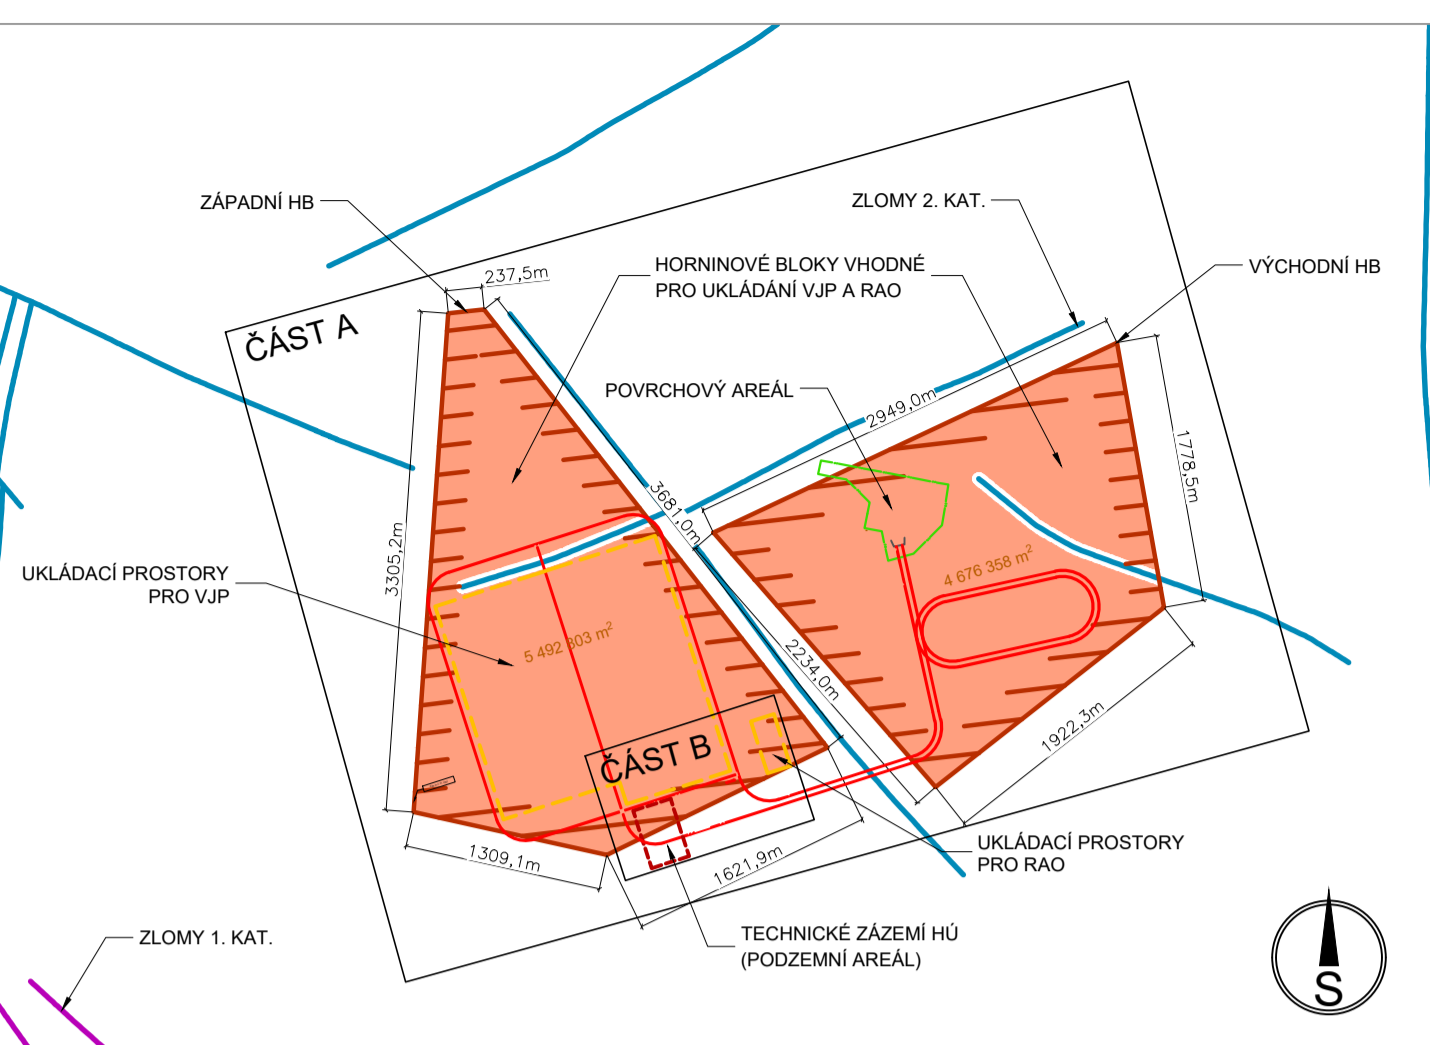 ZÁPADNÍ HB
237,5m
ZLOMY 2. KAT.
HORNINOVÉ BLOKY VHODNÉ
PRO UKLÁDÁNÍ VJP A RAO
VÝCHODNÍ HB
ČÁST A
POVRCHOVÝ AREÁL
2949,0m
1778,5m
3681,0m
3305,2m
UKLÁDACÍ PROSTORY
PRO VJP
4 676 358 m²
5 492 803 m²
2234,0m
ČÁST B
1922,3m
1309,1m
1621,9m
UKLÁDACÍ PROSTORY
PRO RAO
TECHNICKÉ ZÁZEMÍ HÚ
(PODZEMNÍ AREÁL)
ZLOMY 1. KAT.
S